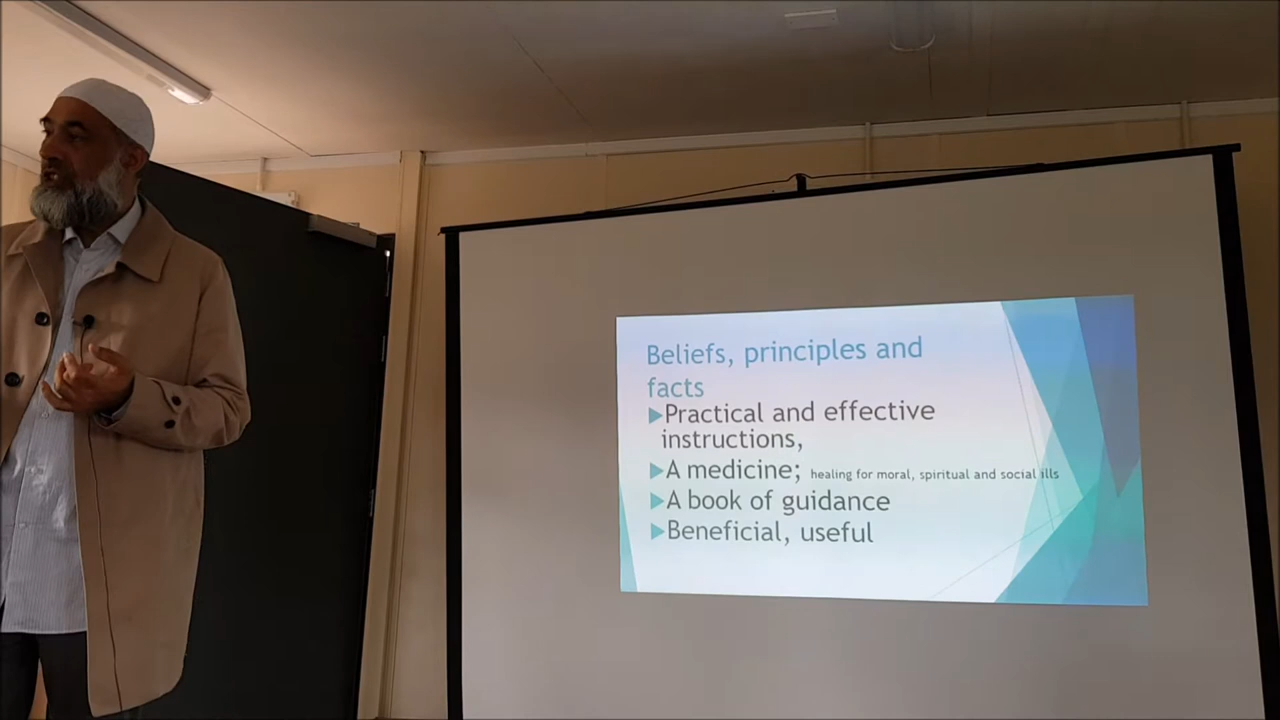 Beliefs, principles and
facts
Practical and effective
instructions,
A medicine; healing for moral, spiritual and social ills
A book of guidance
Beneficial, useful